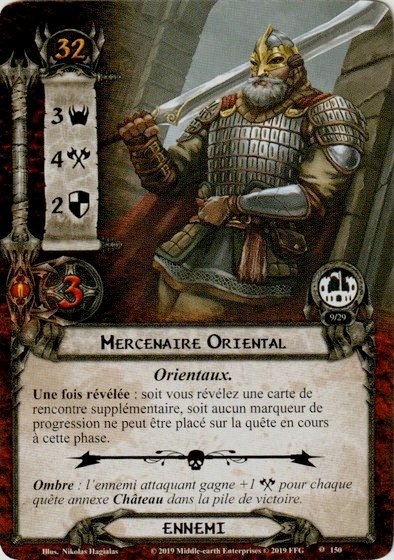 32
3
4
2
3
9/29
Mercenaire Oriental
Orientaux.
Une fois révélée : soit vous révélez une carte de
rencontre supplémentaire, soit aucun marqueur de
progression ne peut être placé sur la quête en cours
à cette phase.
Ombre : l'ennemi attaquant gagne +1 pour chaque
quête annexe Château dans la pile de victoire.
ENNEMI
Illus. Nikolas Hagialas © 2019 Middle-earth Enterprises © 2019 FFG 150